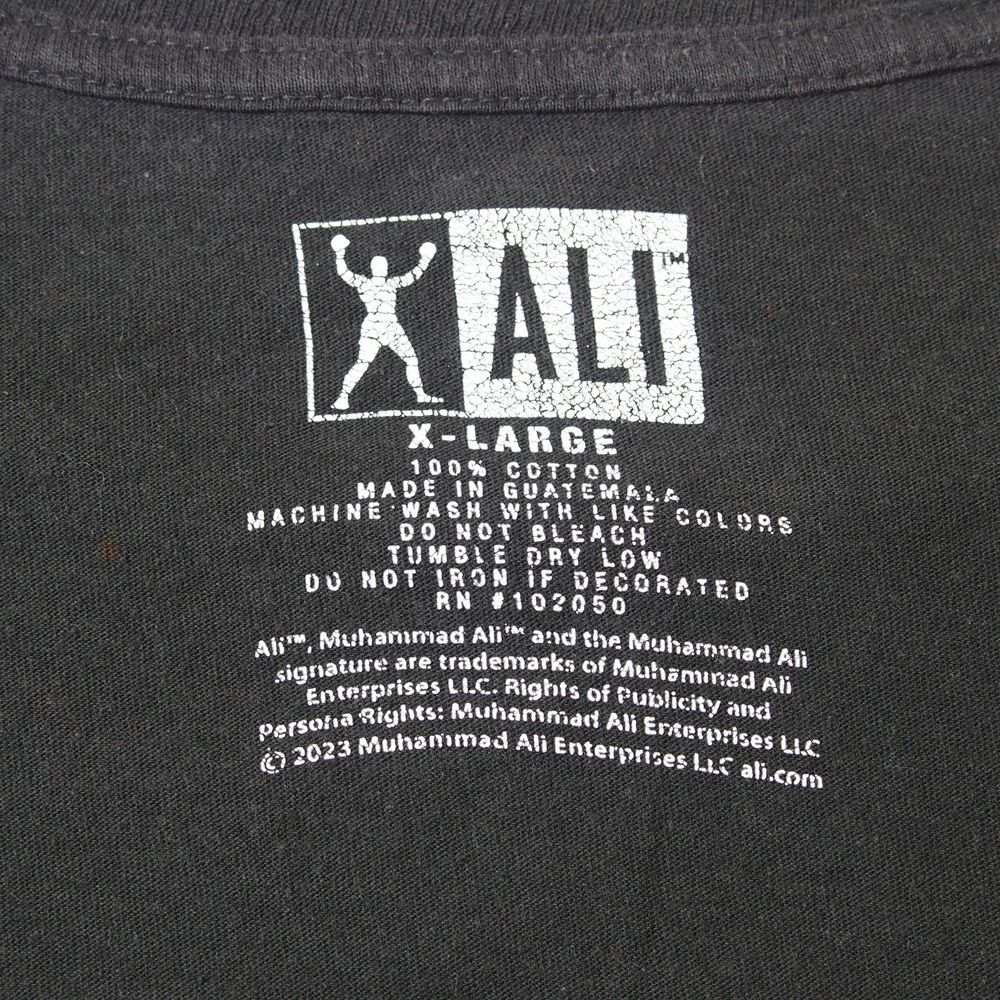 ALI™
X-LARGE
100% COTTON
MADE IN GUATEMALA
MACHINE WASH WITH LIKE COLORS
DO NOT BLEACH
TUMBLE DRY LOW
DO NOT IRON IF DECORATED
RN #102050
Ali™, Muhammad Ali™ and the Muhammad Ali
signature are trademarks of Muhammad Ali
Enterprises LLC. Rights of Publicity and
Persona Rights: Muhammad Ali Enterprises LLC
© 2023 Muhammad Ali Enterprises LLC ali.com